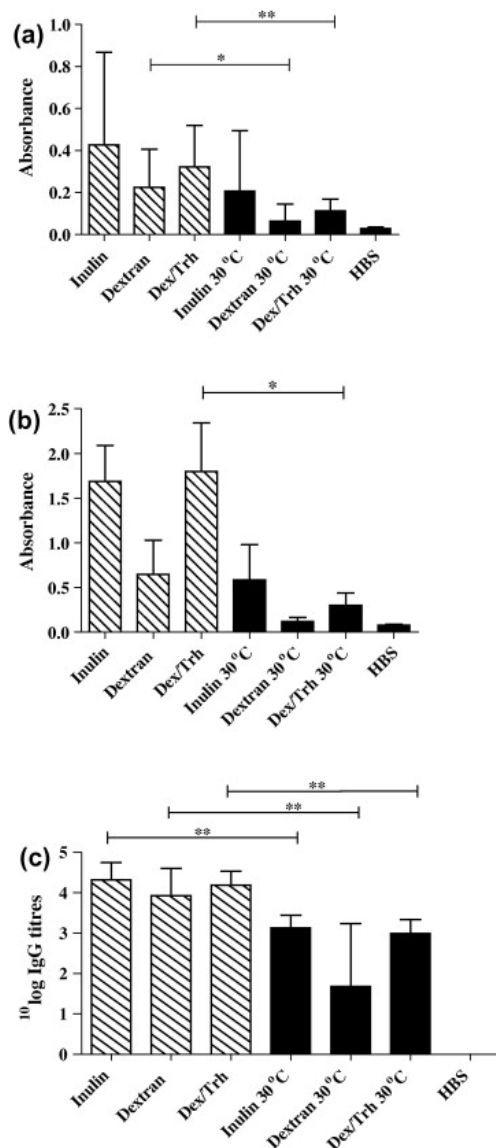 (a)
**
*
Absorbance
1.0
0.8
0.6
0.4
0.2
0.0
Inulin
Dextran
Dex/Trh
Inulin 30 °C
Dextran 30 °C
Dex/Trh 30 °C
HBS
(b)
*
Absorbance
2.5
2.0
1.5
1.0
0.5
0.0
Inulin
Dextran
Dex/Trh
Inulin 30 °C
Dextran 30 °C
Dex/Trh 30 °C
HBS
(c)
**
**
**
¹⁰log IgG titres
5
4
3
2
1
0
Inulin
Dextran
Dex/Trh
Inulin 30 °C
Dextran 30 °C
Dex/Trh 30 °C
HBS